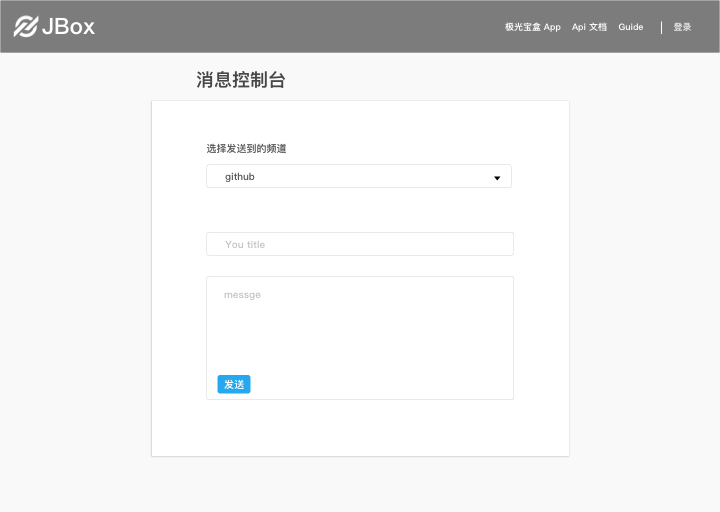 JBox
极光宝盒 App Api 文档 Guide 登录
消息控制台
选择发送到的频道
github
You title
messge
发送